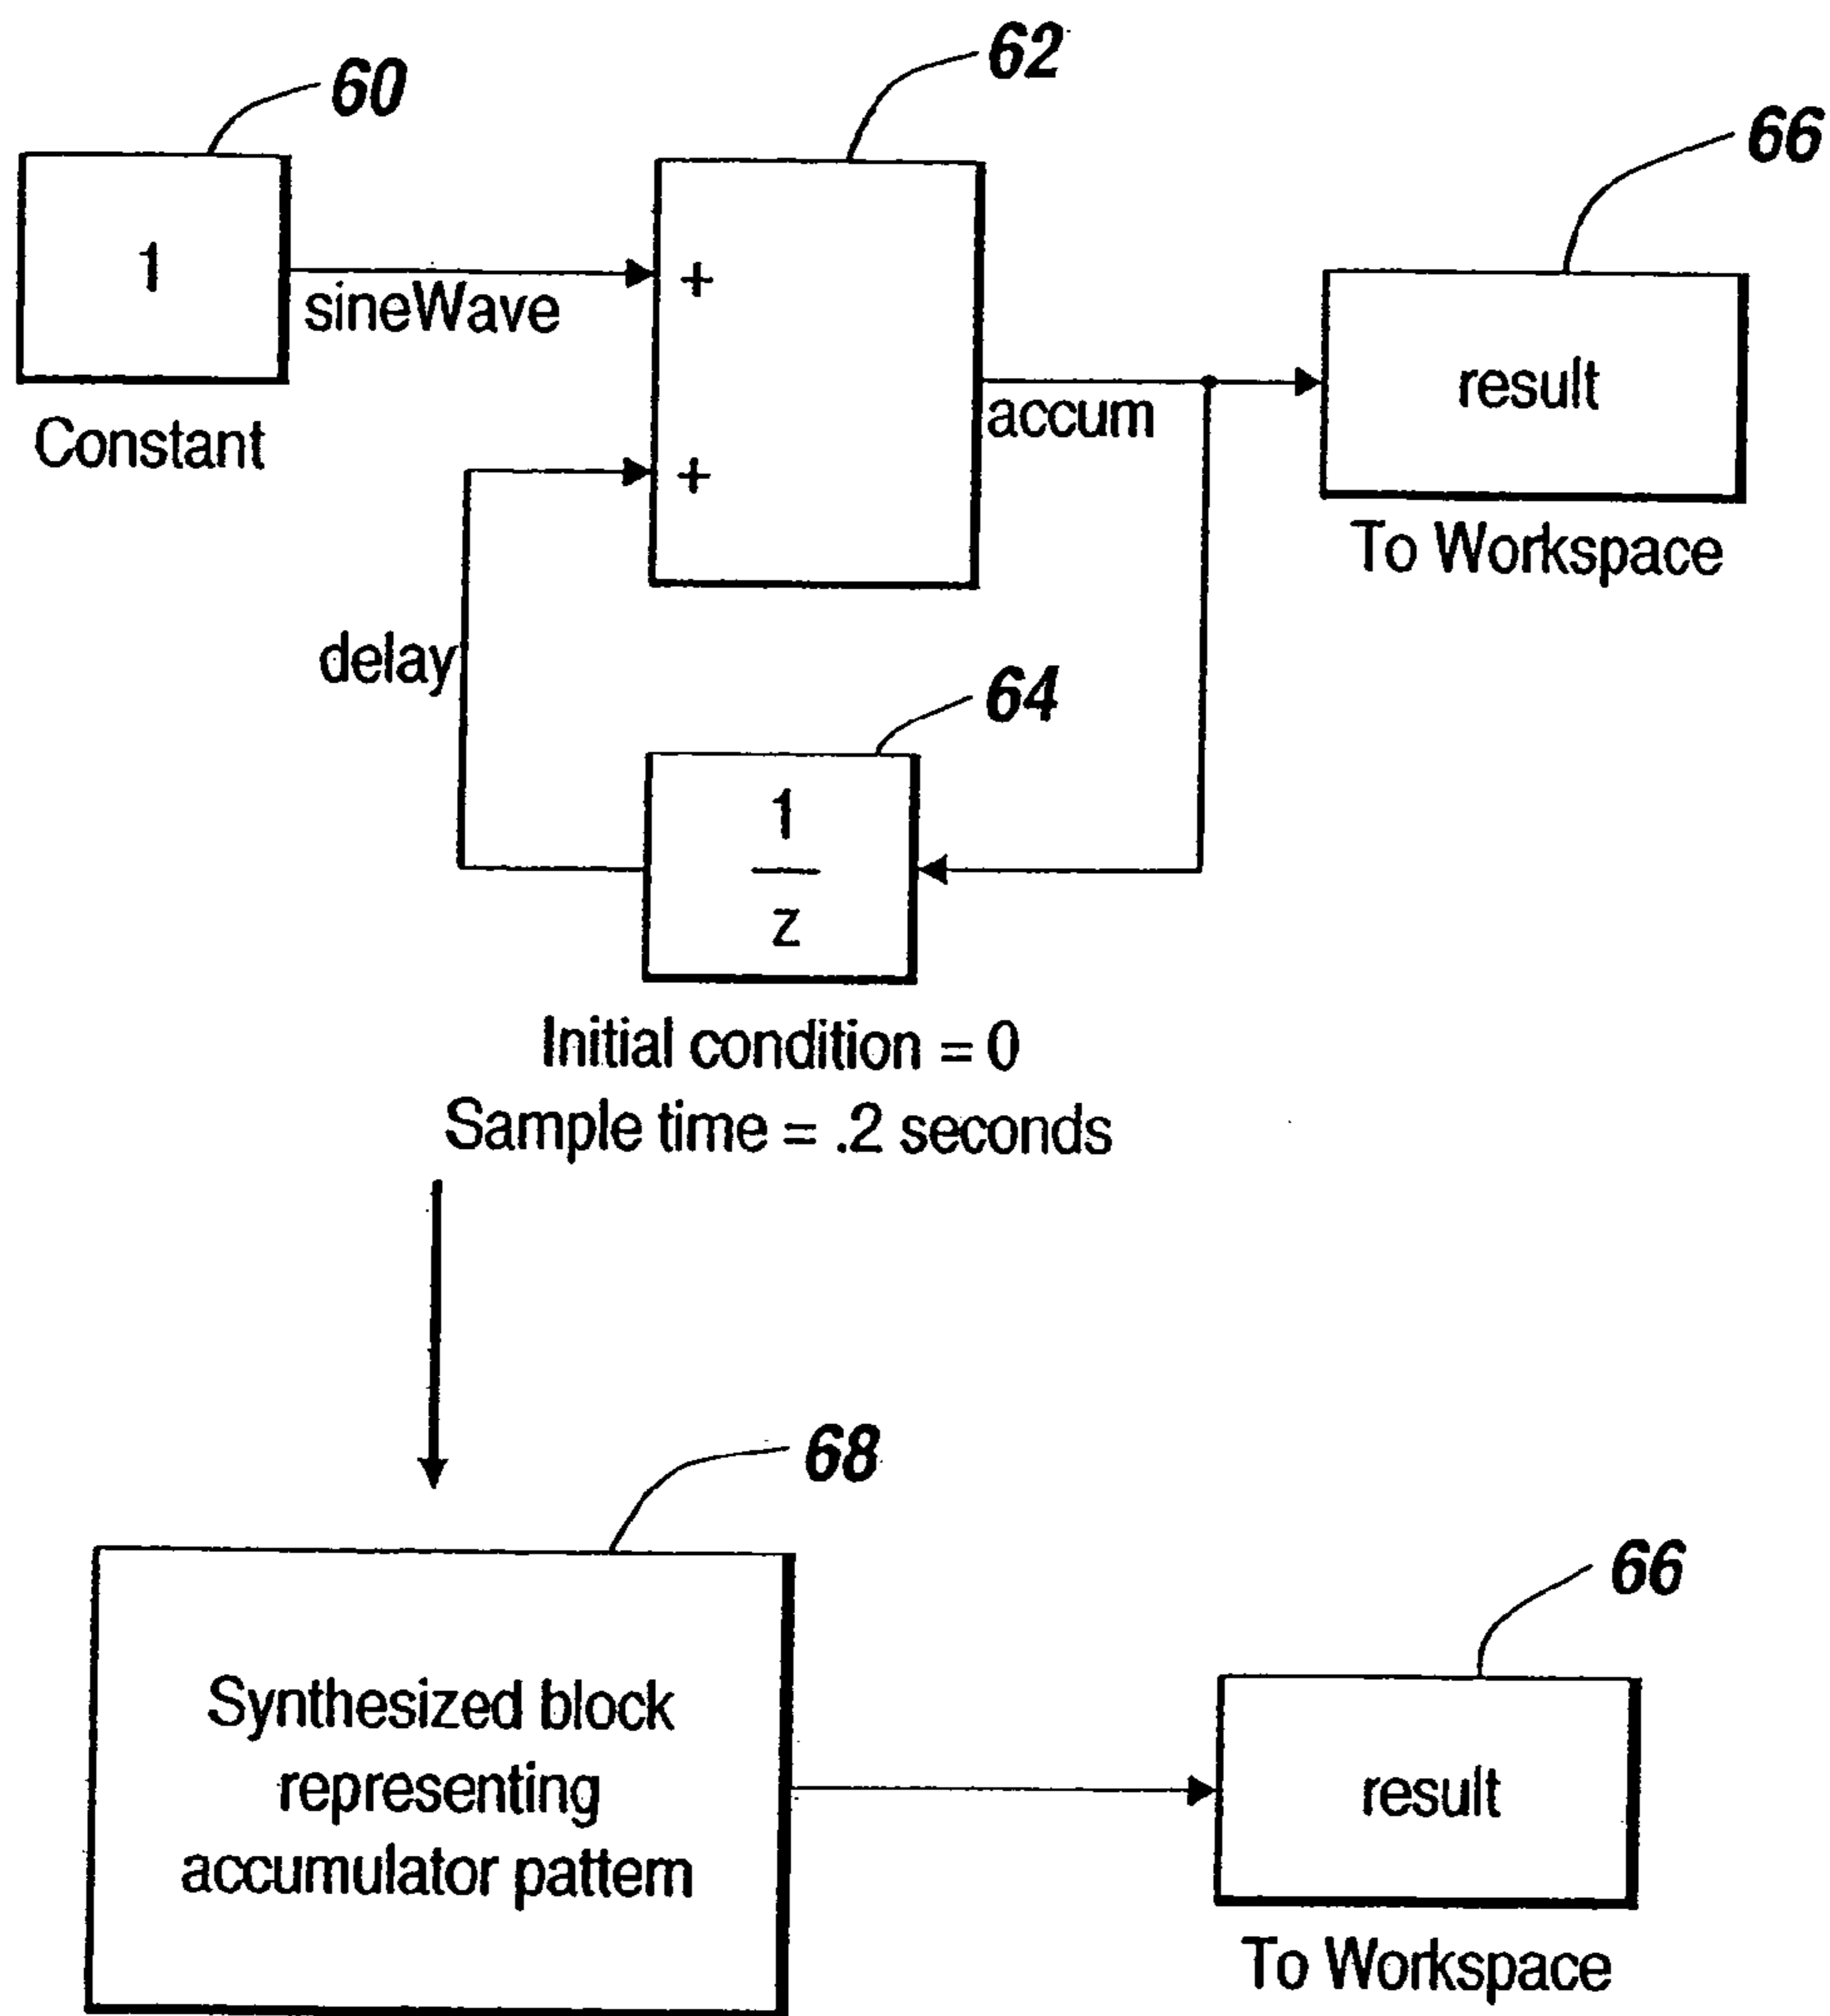 62
60
66
1
+
sineWave
result
accum
Constant
+
To Workspace
delay
64
1
z
Initial condition = 0
Sample time = .2 seconds
68
66
Synthesized block
representing
accumulator pattern
result
To Workspace